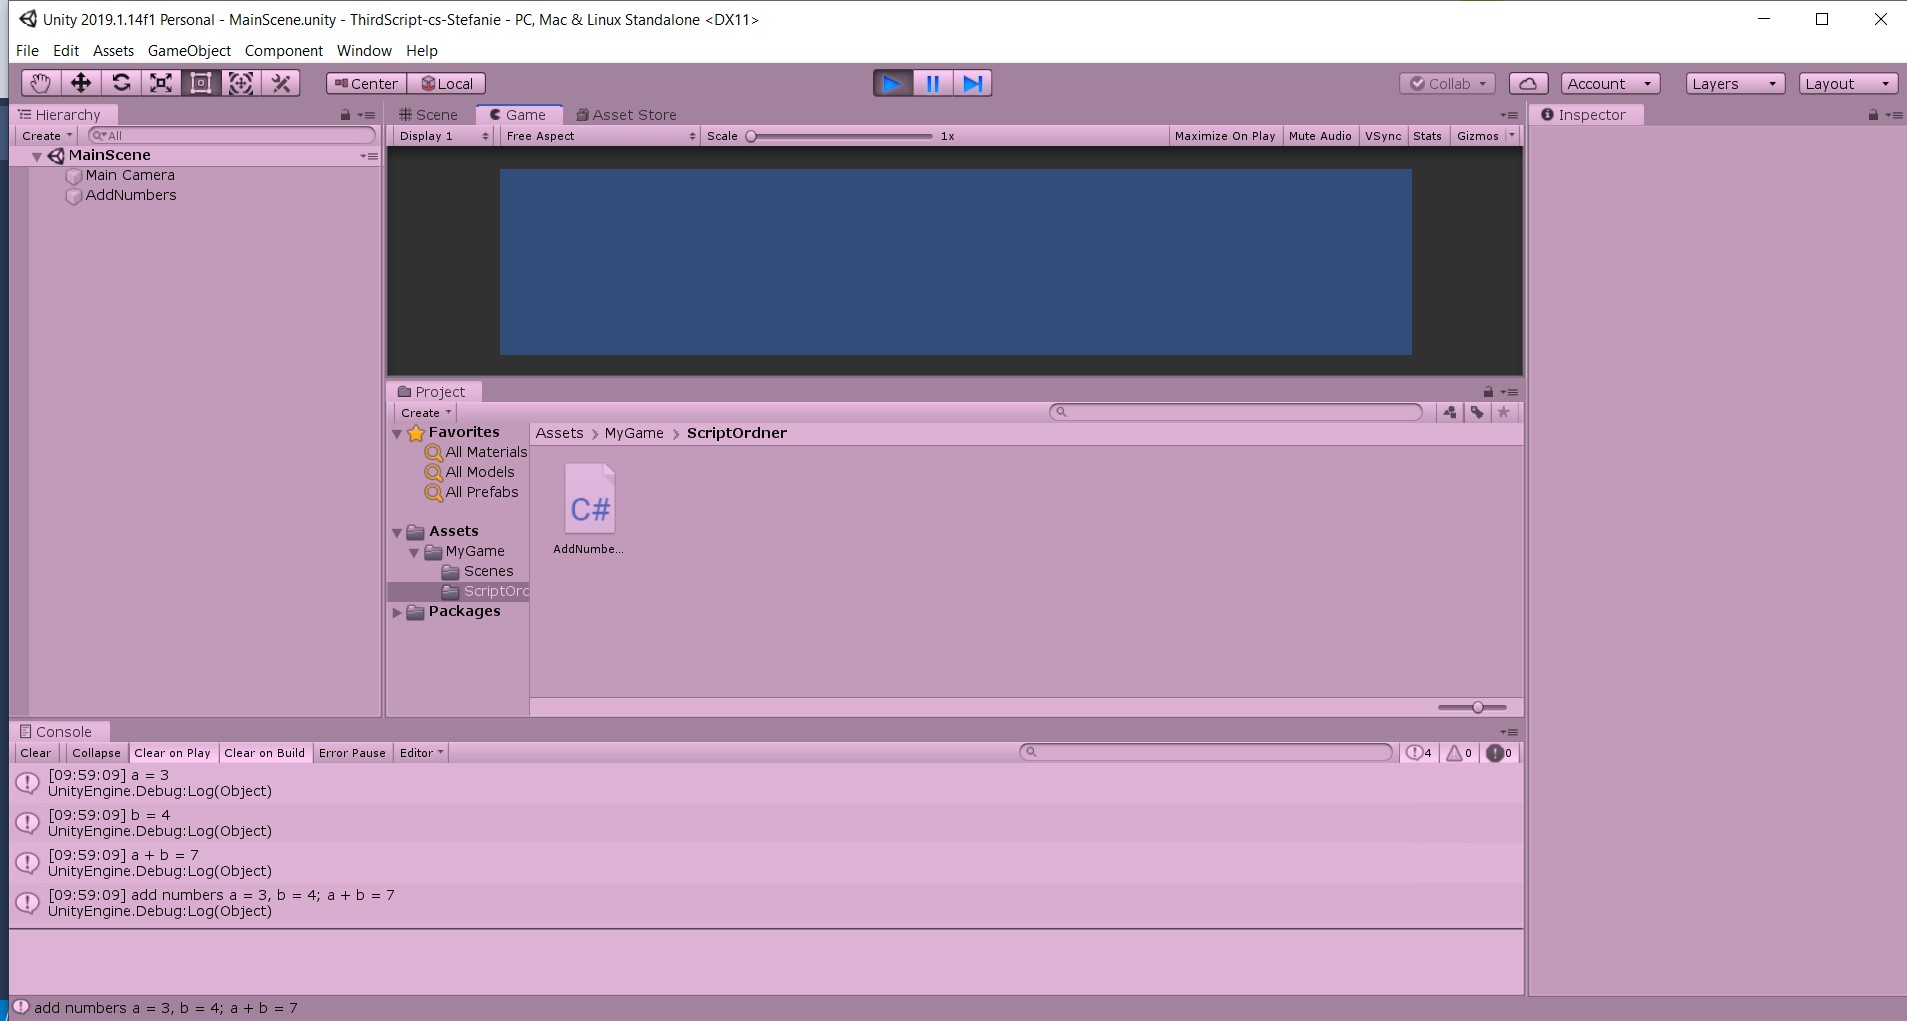 Unity 2019.1.14f1 Personal - MainScene.unity - ThirdScript-cs-Stefanie - PC, Mac & Linux Standalone <DX11>
File Edit Assets GameObject Component Window Help
Center Local Collab Account Layers Layout
Hierarchy
Create All
MainScene
Main Camera
AddNumbers
Scene Game Asset Store
Display 1 Free Aspect Scale 1x Maximize On Play Mute Audio VSync Stats Gizmos
Inspector
Project
Create
Favorites
All Materials
All Models
All Prefabs
Assets
MyGame
Scenes
ScriptOrd
Packages
Assets > MyGame > ScriptOrdner
C#
AddNumbe...
Console
Clear Collapse Clear on Play Clear on Build Error Pause Editor 4 0 0
[09:59:09] a = 3
UnityEngine.Debug:Log(Object)
[09:59:09] b = 4
UnityEngine.Debug:Log(Object)
[09:59:09] a + b = 7
UnityEngine.Debug:Log(Object)
[09:59:09] add numbers a = 3, b = 4; a + b = 7
UnityEngine.Debug:Log(Object)
add numbers a = 3, b = 4; a + b = 7